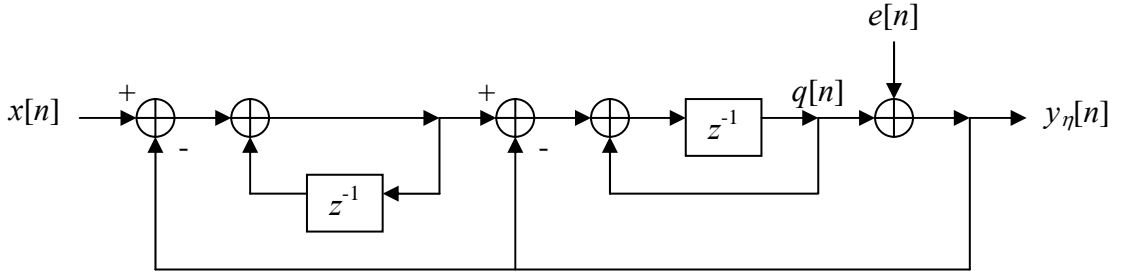 e[n]
x[n] + + q[n] y_η[n]
z⁻¹
- -
z⁻¹